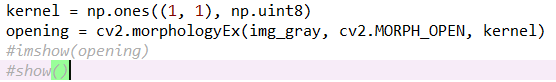 kernel = np.ones((1, 1), np.uint8)
opening = cv2.morphologyEx(img_gray, cv2.MORPH_OPEN, kernel)
#imshow(opening)
#show()